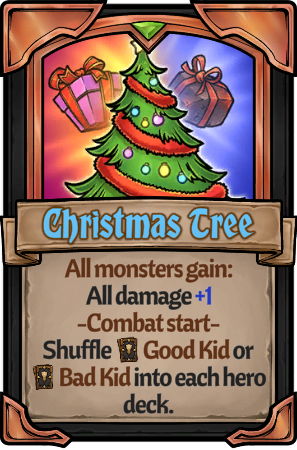 Christmas Tree
All monsters gain:
All damage +1
-Combat start-
Shuffle Good Kid or
Bad Kid into each hero
deck.